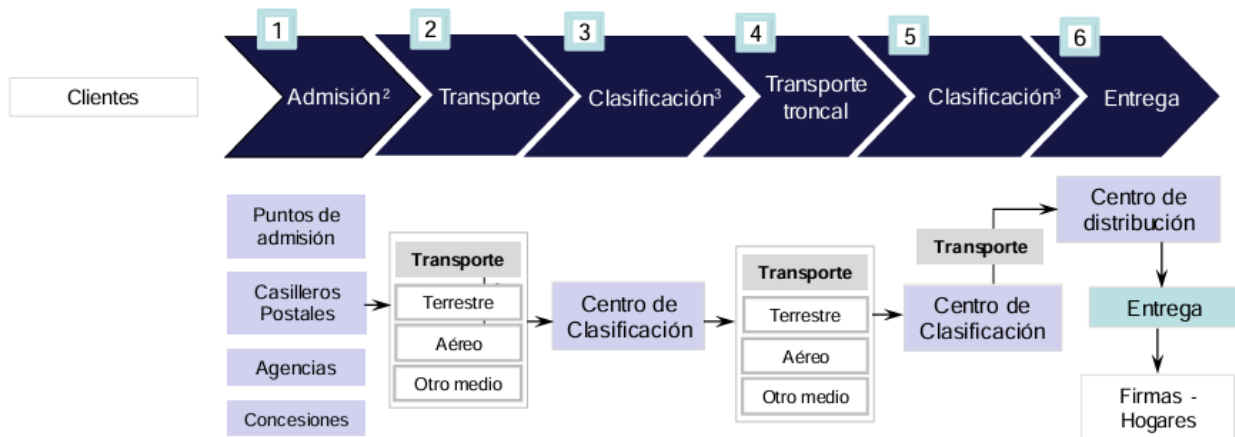 1
2
3
4
5
6
Clientes
Admisión²
Transporte
Clasificación³
Transporte
troncal
Clasificación³
Entrega
Puntos de
admisión
Casilleros
Postales
Agencias
Concesiones
Transporte
Terrestre
Aéreo
Otro medio
Centro de
Clasificación
Transporte
Terrestre
Aéreo
Otro medio
Transporte
Centro de
Clasificación
Centro de
distribución
Entrega
Firmas -
Hogares